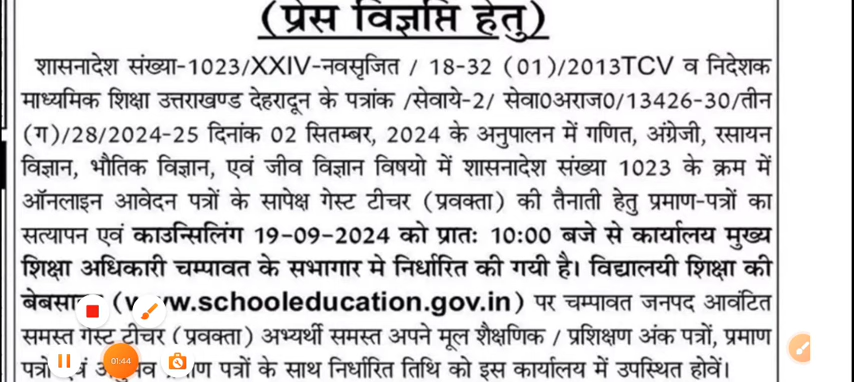 (प्रेस विज्ञप्ति हेतु)
शासनादेश संख्या-1023/XXIV-नवसृजित / 18-32 (01)/2013TCV व निदेशक
माध्यमिक शिक्षा उत्तराखण्ड देहरादून के पत्रांक /सेवाये-2/ सेवा0अराज0/13426-30/तीन
(ग)/28/2024-25 दिनांक 02 सितम्बर, 2024 के अनुपालन में गणित, अंग्रेजी, रसायन
विज्ञान, भौतिक विज्ञान, एवं जीव विज्ञान विषयो में शासनादेश संख्या 1023 के क्रम में
ऑनलाइन आवेदन पत्रों के सापेक्ष गेस्ट टीचर (प्रवक्ता) की तैनाती हेतु प्रमाण-पत्रों का
सत्यापन एवं काउन्सिलिंग 19-09-2024 को प्रातः 10:00 बजे से कार्यालय मुख्य
शिक्षा अधिकारी चम्पावत के सभागार मे निर्धारित की गयी है। विद्यालयी शिक्षा की
(www.schooleducation.gov.in) पर चम्पावत जनपद आवंटित
समस्त गेस्ट टीचर (प्रवक्ता) अभ्यर्थी समस्त अपने मूल शैक्षणिक / प्रशिक्षण अंक पत्रों, प्रमाण
पत्रों के साथ निर्धारित तिथि को इस कार्यालय में उपस्थित होवें।
01:44